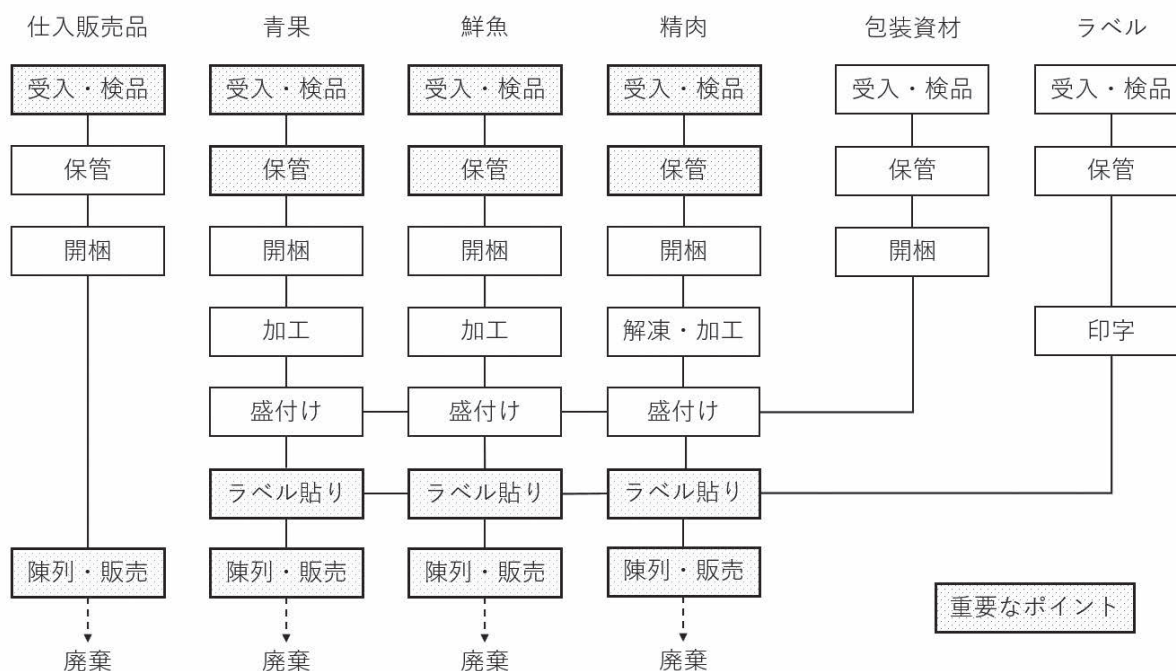 仕入販売品
青果
鮮魚
精肉
包装資材
ラベル
受入・検品
受入・検品
受入・検品
受入・検品
受入・検品
受入・検品
保管
保管
保管
保管
保管
保管
開梱
開梱
開梱
開梱
開梱
加工
加工
解凍・加工
印字
盛付け
盛付け
盛付け
ラベル貼り
ラベル貼り
ラベル貼り
陳列・販売
陳列・販売
陳列・販売
陳列・販売
重要なポイント
廃棄
廃棄
廃棄
廃棄